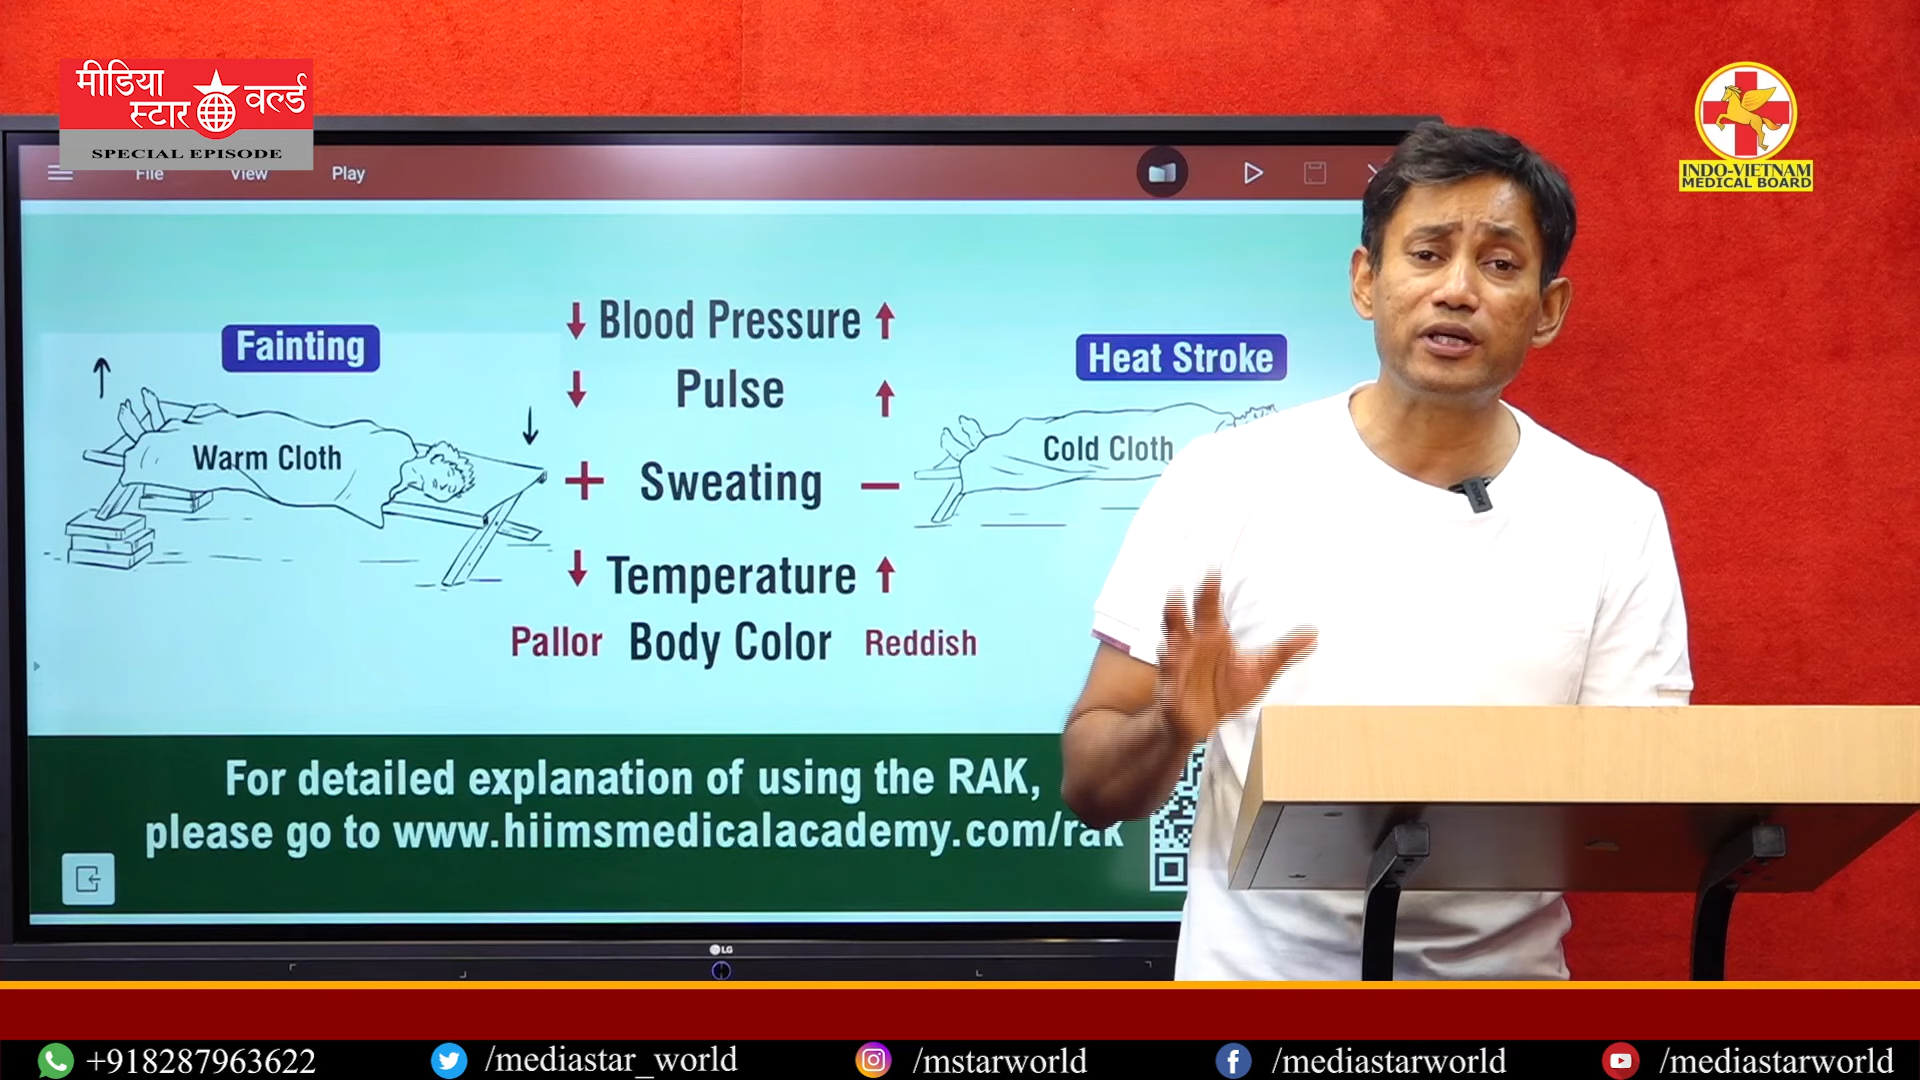 मीडिया
स्टार वर्ल्ड
SPECIAL EPISODE
INDO-VIETNAM
MEDICAL BOARD
File View Play
Fainting
Warm Cloth
Blood Pressure
Pulse
+ Sweating –
Temperature
Pallor Body Color Reddish
Heat Stroke
Cold Cloth
For detailed explanation of using the RAK,
please go to www.hiimsmedicalacademy.com/rak
LG
+918287963622 /mediastar_world /mstarworld /mediastarworld /mediastarworld